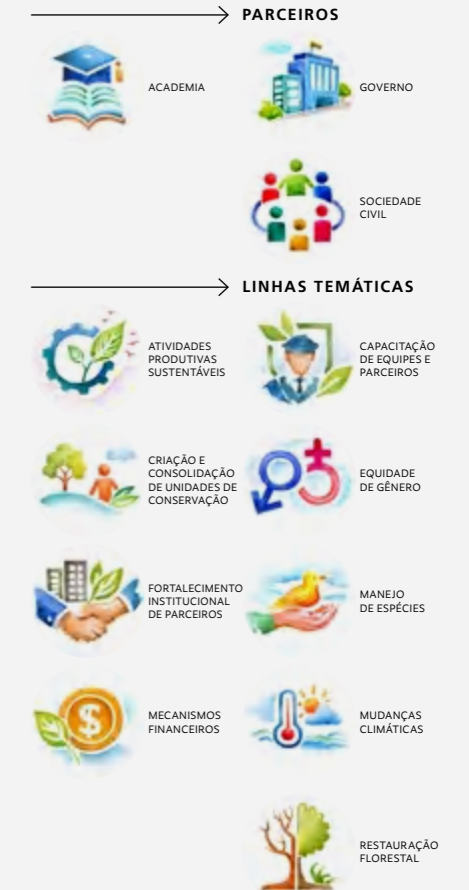 PARCEIROS
ACADEMIA
GOVERNO
SOCIEDADE
CIVIL
LINHAS TEMÁTICAS
ATIVIDADES
PRODUTIVAS
SUSTENTÁVEIS
CAPACITAÇÃO
DE EQUIPES E
PARCEIROS
CRIAÇÃO E
CONSOLIDAÇÃO
DE UNIDADES DE
CONSERVAÇÃO
EQUIDADE
DE GÊNERO
FORTALECIMENTO
INSTITUCIONAL
DE PARCEIROS
MANEJO
DE ESPÉCIES
$
MECANISMOS
FINANCEIROS
MUDANÇAS
CLIMÁTICAS
RESTAURAÇÃO
FLORESTAL